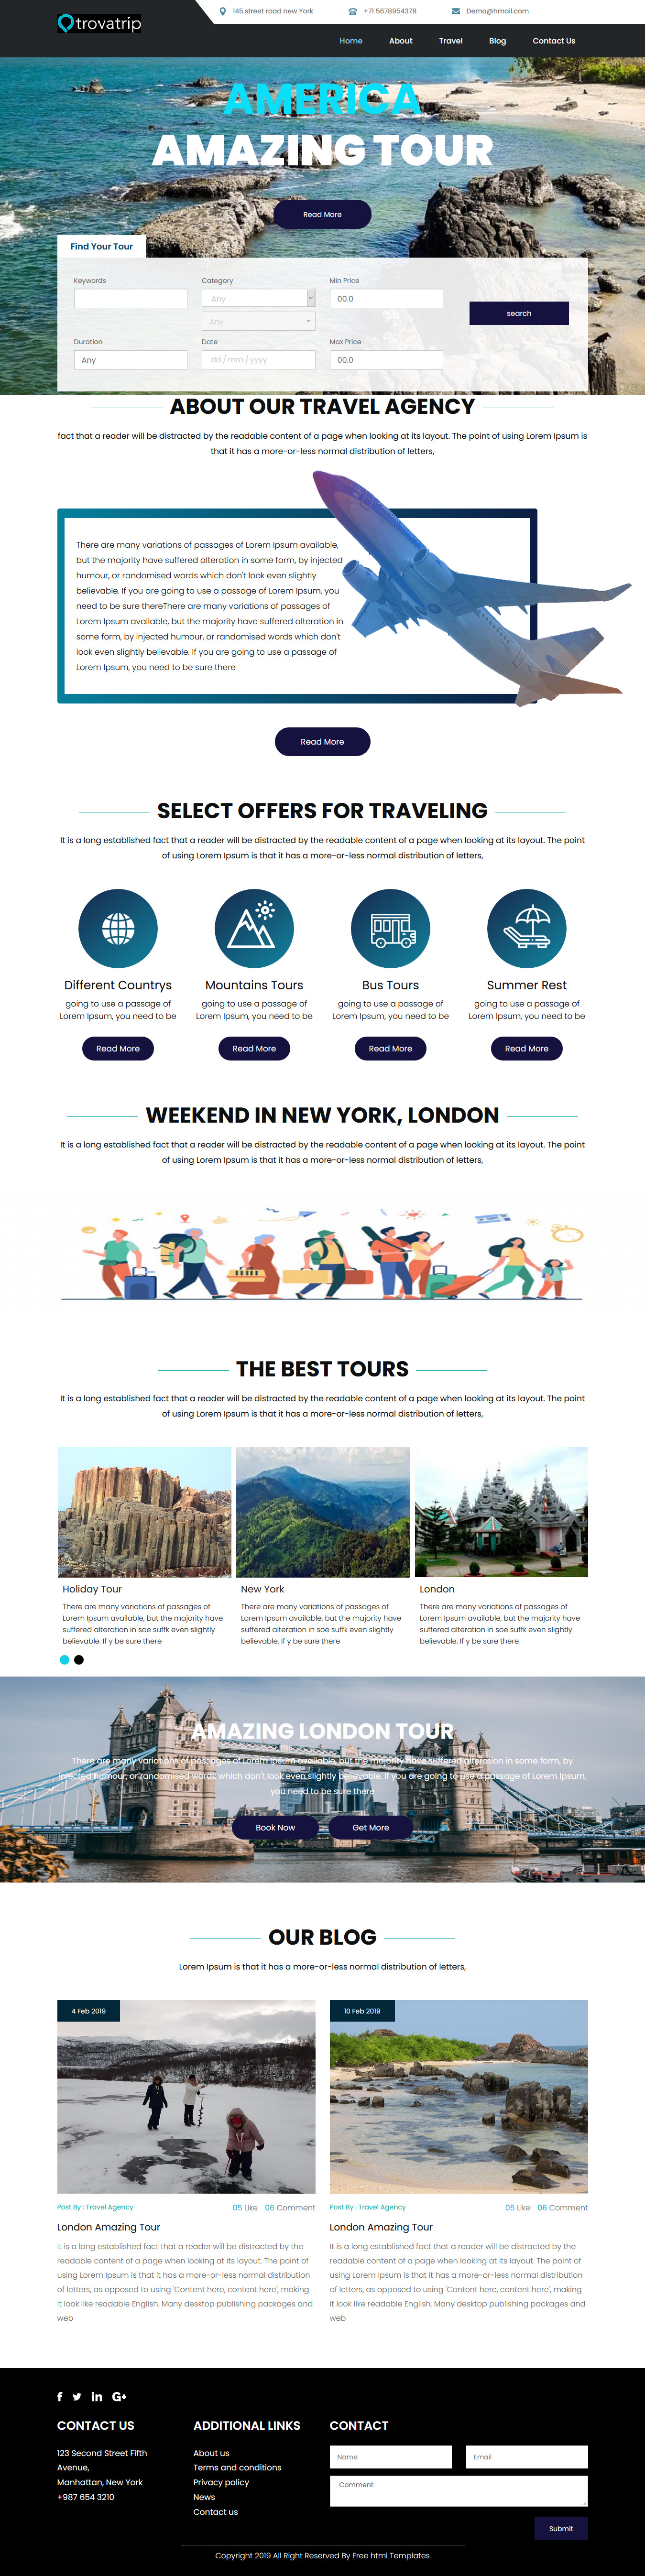 trovatrip
145.street road new York
+71 5678954378
Demo@hmail.com
Home
About
Travel
Blog
Contact Us
AMERICA
AMAZING TOUR
Read More
Find Your Tour
Keywords
Category
Min Price
Any
00.0
search
Any
Duration
Date
Max Price
Any
dd / mm / yyyy
00.0
ABOUT OUR TRAVEL AGENCY
fact that a reader will be distracted by the readable content of a page when looking at its layout. The point of using Lorem Ipsum is
that it has a more-or-less normal distribution of letters,
There are many variations of passages of Lorem Ipsum available,
but the majority have suffered alteration in some form, by injected
humour, or randomised words which don't look even slightly
believable. If you are going to use a passage of Lorem Ipsum, you
need to be sure thereThere are many variations of passages of
Lorem Ipsum available, but the majority have suffered alteration in
some form, by injected humour, or randomised words which don't
look even slightly believable. If you are going to use a passage of
Lorem Ipsum, you need to be sure there
Read More
SELECT OFFERS FOR TRAVELING
It is a long established fact that a reader will be distracted by the readable content of a page when looking at its layout. The point
of using Lorem Ipsum is that it has a more-or-less normal distribution of letters,
Different Countrys
going to use a passage of
Lorem Ipsum, you need to be
Read More
Mountains Tours
going to use a passage of
Lorem Ipsum, you need to be
Read More
Bus Tours
going to use a passage of
Lorem Ipsum, you need to be
Read More
Summer Rest
going to use a passage of
Lorem Ipsum, you need to be
Read More
WEEKEND IN NEW YORK, LONDON
It is a long established fact that a reader will be distracted by the readable content of a page when looking at its layout. The point
of using Lorem Ipsum is that it has a more-or-less normal distribution of letters,
THE BEST TOURS
It is a long established fact that a reader will be distracted by the readable content of a page when looking at its layout. The point
of using Lorem Ipsum is that it has a more-or-less normal distribution of letters,
Holiday Tour
There are many variations of passages of
Lorem Ipsum available, but the majority have
suffered alteration in soe suffk even slightly
believable. If y be sure there
New York
There are many variations of passages of
Lorem Ipsum available, but the majority have
suffered alteration in soe suffk even slightly
believable. If y be sure there
London
There are many variations of passages of
Lorem Ipsum available, but the majority have
suffered alteration in soe suffk even slightly
believable. If y be sure there
AMAZING LONDON TOUR
There are many variations of passages of Lorem Ipsum available, but the majority have suffered alteration in some form, by
injected humour, or randomised words which don't look even slightly believable. If you are going to use a passage of Lorem Ipsum,
you need to be sure there
Book Now
Get More
OUR BLOG
Lorem Ipsum is that it has a more-or-less normal distribution of letters,
4 Feb 2019
Post By : Travel Agency
05 Like
06 Comment
London Amazing Tour
It is a long established fact that a reader will be distracted by the
readable content of a page when looking at its layout. The point of
using Lorem Ipsum is that it has a more-or-less normal distribution
of letters, as opposed to using 'Content here, content here', making
it look like readable English. Many desktop publishing packages and
web
10 Feb 2019
Post By : Travel Agency
05 Like
06 Comment
London Amazing Tour
It is a long established fact that a reader will be distracted by the
readable content of a page when looking at its layout. The point of
using Lorem Ipsum is that it has a more-or-less normal distribution
of letters, as opposed to using 'Content here, content here', making
it look like readable English. Many desktop publishing packages and
web
CONTACT US
123 Second Street Fifth
Avenue,
Manhattan, New York
+987 654 3210
ADDITIONAL LINKS
About us
Terms and conditions
Privacy policy
News
Contact us
CONTACT
Name
Email
Comment
Submit
Copyright 2019 All Right Reserved By Free html Templates